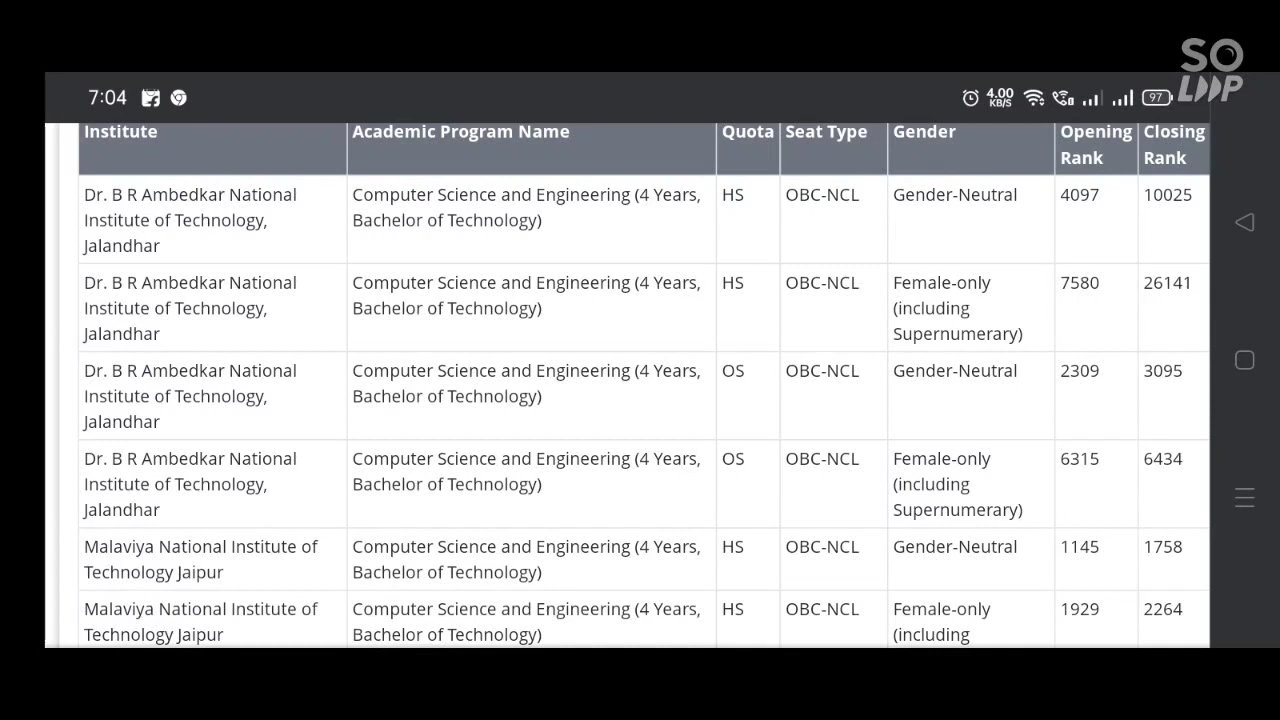 SO
LOOP
7:04 4.00 KB/S 97
Institute Academic Program Name Quota Seat Type Gender Opening Rank Closing Rank
Dr. B R Ambedkar National Computer Science and Engineering (4 Years, HS OBC-NCL Gender-Neutral 4097 10025
Institute of Technology, Bachelor of Technology)
Jalandhar
Dr. B R Ambedkar National Computer Science and Engineering (4 Years, HS OBC-NCL Female-only 7580 26141
Institute of Technology, Bachelor of Technology) (including
Jalandhar Supernumerary)
Dr. B R Ambedkar National Computer Science and Engineering (4 Years, OS OBC-NCL Gender-Neutral 2309 3095
Institute of Technology, Bachelor of Technology)
Jalandhar
Dr. B R Ambedkar National Computer Science and Engineering (4 Years, OS OBC-NCL Female-only 6315 6434
Institute of Technology, Bachelor of Technology) (including
Jalandhar Supernumerary)
Malaviya National Institute of Computer Science and Engineering (4 Years, HS OBC-NCL Gender-Neutral 1145 1758
Technology Jaipur Bachelor of Technology)
Malaviya National Institute of Computer Science and Engineering (4 Years, HS OBC-NCL Female-only 1929 2264
Technology Jaipur Bachelor of Technology) (including